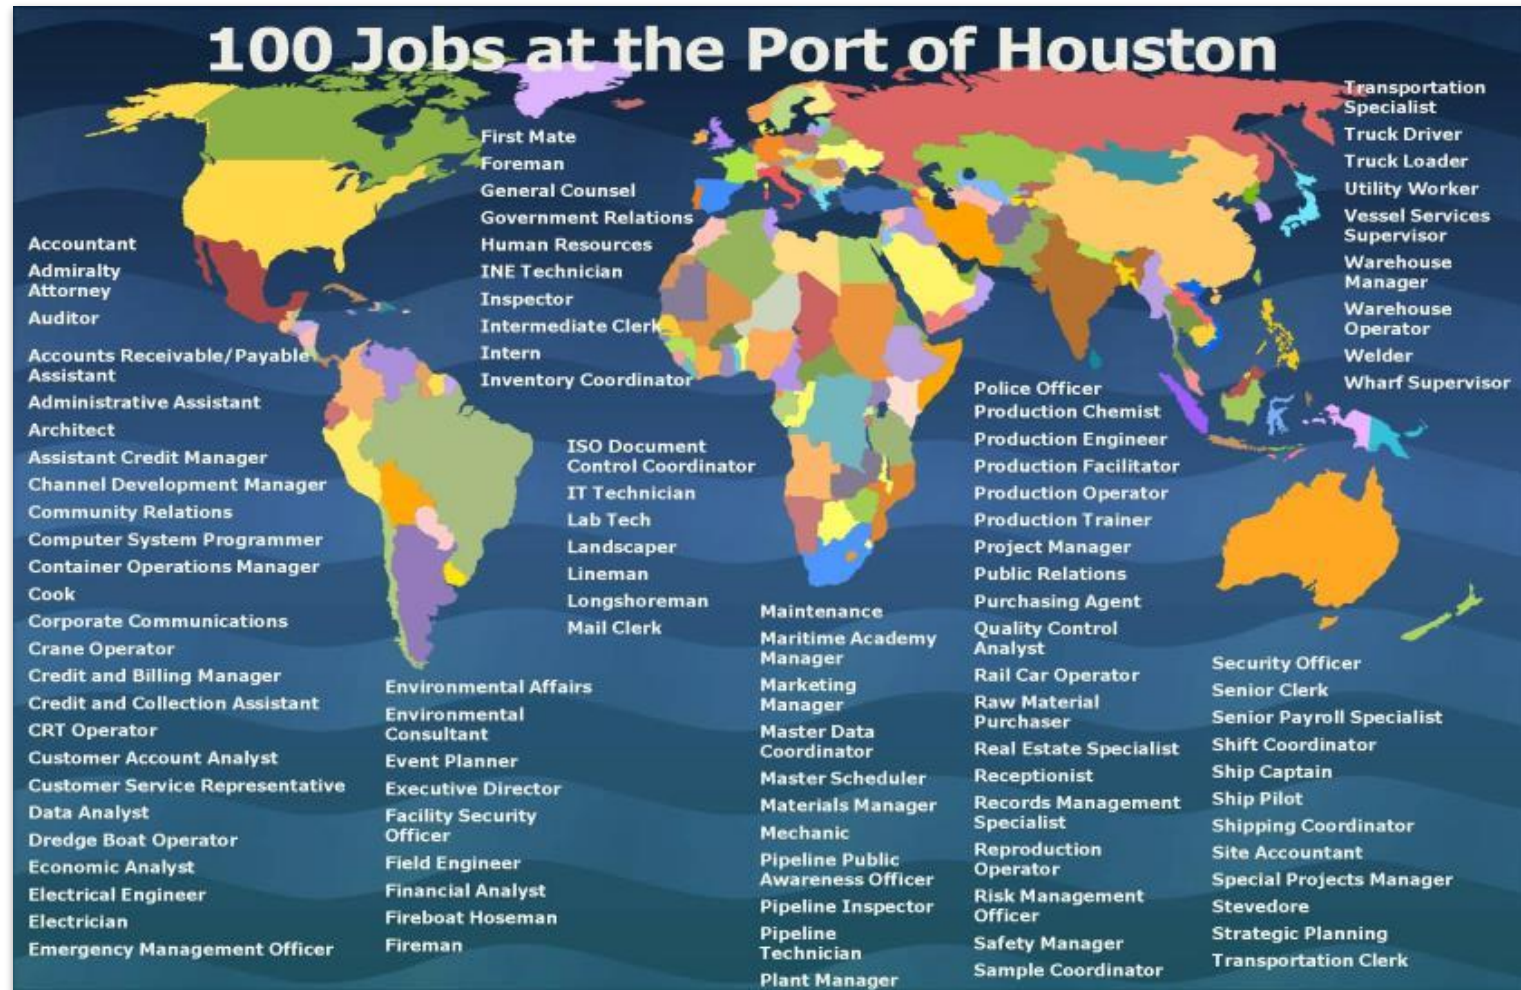 100 Jobs at the Port of Houston
Accountant
Admiralty
Attorney
Auditor
Accounts Receivable/Payable
Assistant
Administrative Assistant
Architect
Assistant Credit Manager
Channel Development Manager
Community Relations
Computer System Programmer
Container Operations Manager
Cook
Corporate Communications
Crane Operator
Credit and Billing Manager
Credit and Collection Assistant
CRT Operator
Customer Account Analyst
Customer Service Representative
Data Analyst
Dredge Boat Operator
Economic Analyst
Electrical Engineer
Electrician
Emergency Management Officer
Environmental Affairs
Environmental
Consultant
Event Planner
Executive Director
Facility Security
Officer
Field Engineer
Financial Analyst
Fireboat Hoseman
Fireman
First Mate
Foreman
General Counsel
Government Relations
Human Resources
INE Technician
Inspector
Intermediate Clerk
Intern
Inventory Coordinator
ISO Document
Control Coordinator
IT Technician
Lab Tech
Landscaper
Lineman
Longshoreman
Mail Clerk
Maintenance
Maritime Academy
Manager
Marketing
Manager
Master Data
Coordinator
Master Scheduler
Materials Manager
Mechanic
Pipeline Public
Awareness Officer
Pipeline Inspector
Pipeline
Technician
Plant Manager
Police Officer
Production Chemist
Production Engineer
Production Facilitator
Production Operator
Production Trainer
Project Manager
Public Relations
Purchasing Agent
Quality Control
Analyst
Rail Car Operator
Raw Material
Purchaser
Real Estate Specialist
Receptionist
Records Management
Specialist
Reproduction
Operator
Risk Management
Officer
Safety Manager
Sample Coordinator
Security Officer
Senior Clerk
Senior Payroll Specialist
Shift Coordinator
Ship Captain
Ship Pilot
Shipping Coordinator
Site Accountant
Special Projects Manager
Stevedore
Strategic Planning
Transportation Clerk
Transportation
Specialist
Truck Driver
Truck Loader
Utility Worker
Vessel Services
Supervisor
Warehouse
Manager
Warehouse
Operator
Welder
Wharf Supervisor